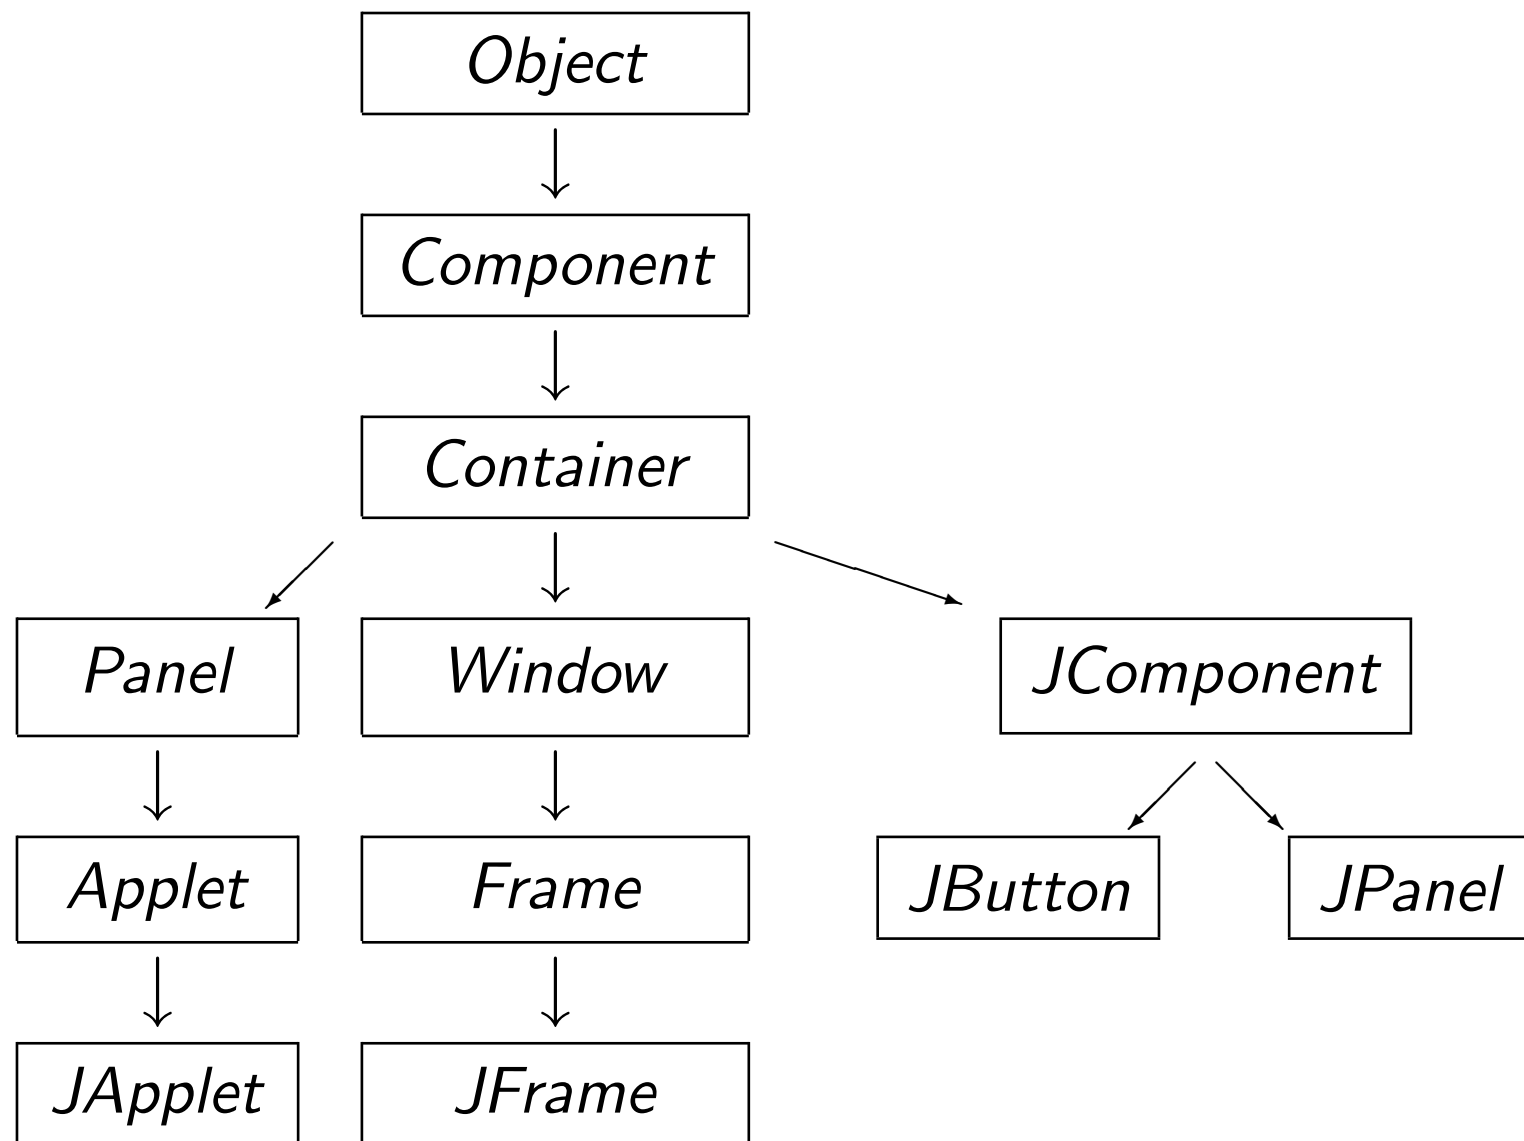 Object
Component
Container
Panel
Window
JComponent
Applet
Frame
JButton
JPanel
JApplet
JFrame